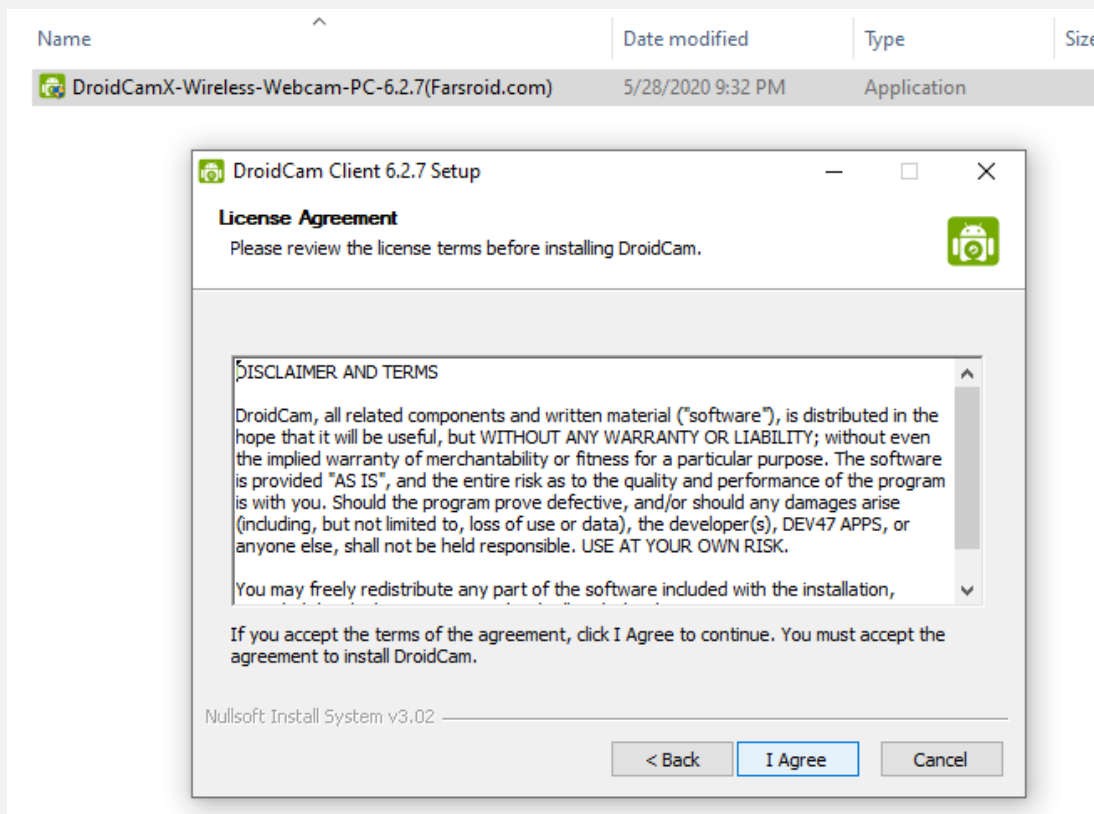 Name Date modified Type Size
DroidCamX-Wireless-Webcam-PC-6.2.7(Farsroid.com) 5/28/2020 9:32 PM Application
DroidCam Client 6.2.7 Setup
License Agreement
Please review the license terms before installing DroidCam.
DISCLAIMER AND TERMS
DroidCam, all related components and written material ("software"), is distributed in the
hope that it will be useful, but WITHOUT ANY WARRANTY OR LIABILITY; without even
the implied warranty of merchantability or fitness for a particular purpose. The software
is provided "AS IS", and the entire risk as to the quality and performance of the program
is with you. Should the program prove defective, and/or should any damages arise
(including, but not limited to, loss of use or data), the developer(s), DEV47 APPS, or
anyone else, shall not be held responsible. USE AT YOUR OWN RISK.
You may freely redistribute any part of the software included with the installation,
If you accept the terms of the agreement, click I Agree to continue. You must accept the
agreement to install DroidCam.
Nullsoft Install System v3.02
< Back I Agree Cancel